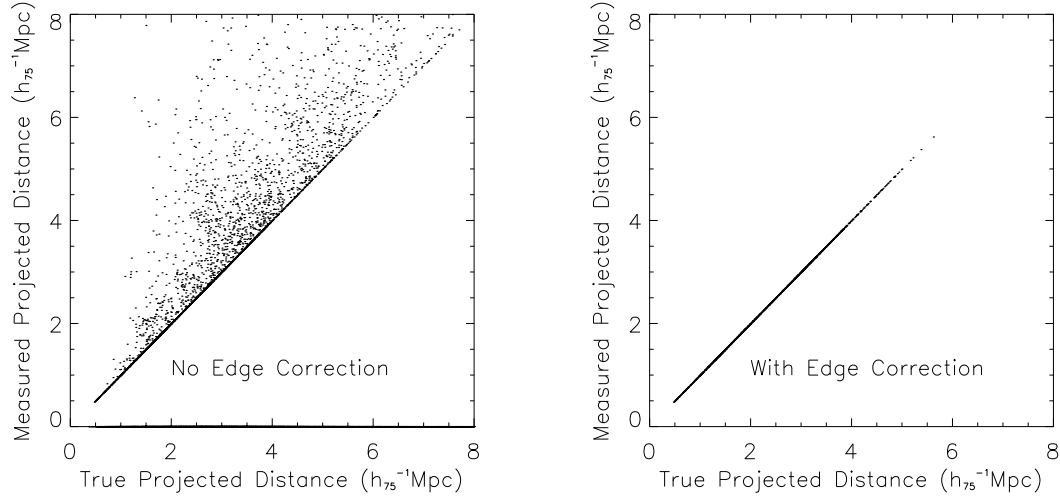 8
6
4
2
0
Measured Projected Distance (h₇₅⁻¹Mpc)
No Edge Correction
0 2 4 6 8
True Projected Distance (h₇₅⁻¹Mpc)
8
6
4
2
0
Measured Projected Distance (h₇₅⁻¹Mpc)
With Edge Correction
0 2 4 6 8
True Projected Distance (h₇₅⁻¹Mpc)